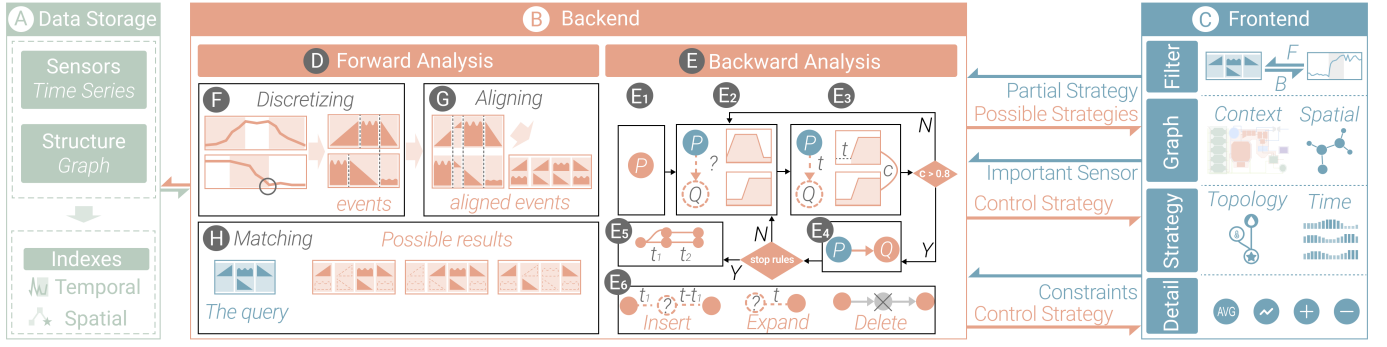 A Data Storage
Sensors
Time Series
Structure
Graph
Indexes
Temporal
Spatial
B Backend
D Forward Analysis
F Discretizing
events
G Aligning
aligned events
H Matching
Possible results
The query
E Backward Analysis
E1
P
E2
P
?
Q
E3
P
t
Q
t
c
N
c > 0.8
Y
E4
P
Q
stop rules
N
Y
E5
t1
t2
E6
t1
?
t-t1
Insert
?
t
Expand
Delete
Partial Strategy
Possible Strategies
Important Sensor
Control Strategy
Constraints
Control Strategy
C Frontend
Filter
F
B
Graph
Context
Spatial
Strategy
Topology
Time
Detail
AVG